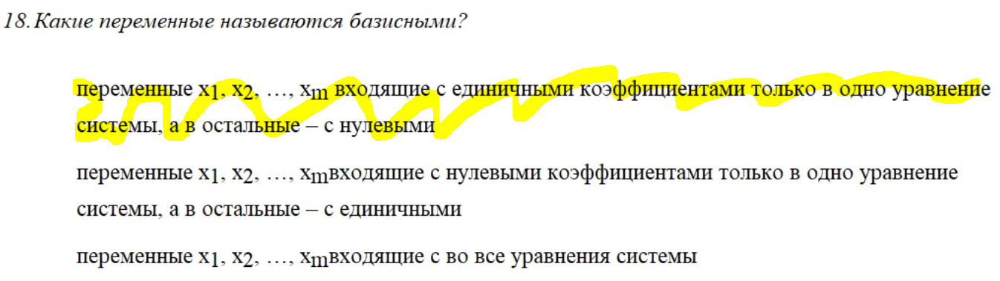 18. Какие переменные называются базисными?
переменные x1, x2, …, xm входящие с единичными коэффициентами только в одно уравнение
системы, а в остальные – с нулевыми
переменные x1, x2, …, xmвходящие с нулевыми коэффициентами только в одно уравнение
системы, а в остальные – с единичными
переменные x1, x2, …, xmвходящие с во все уравнения системы